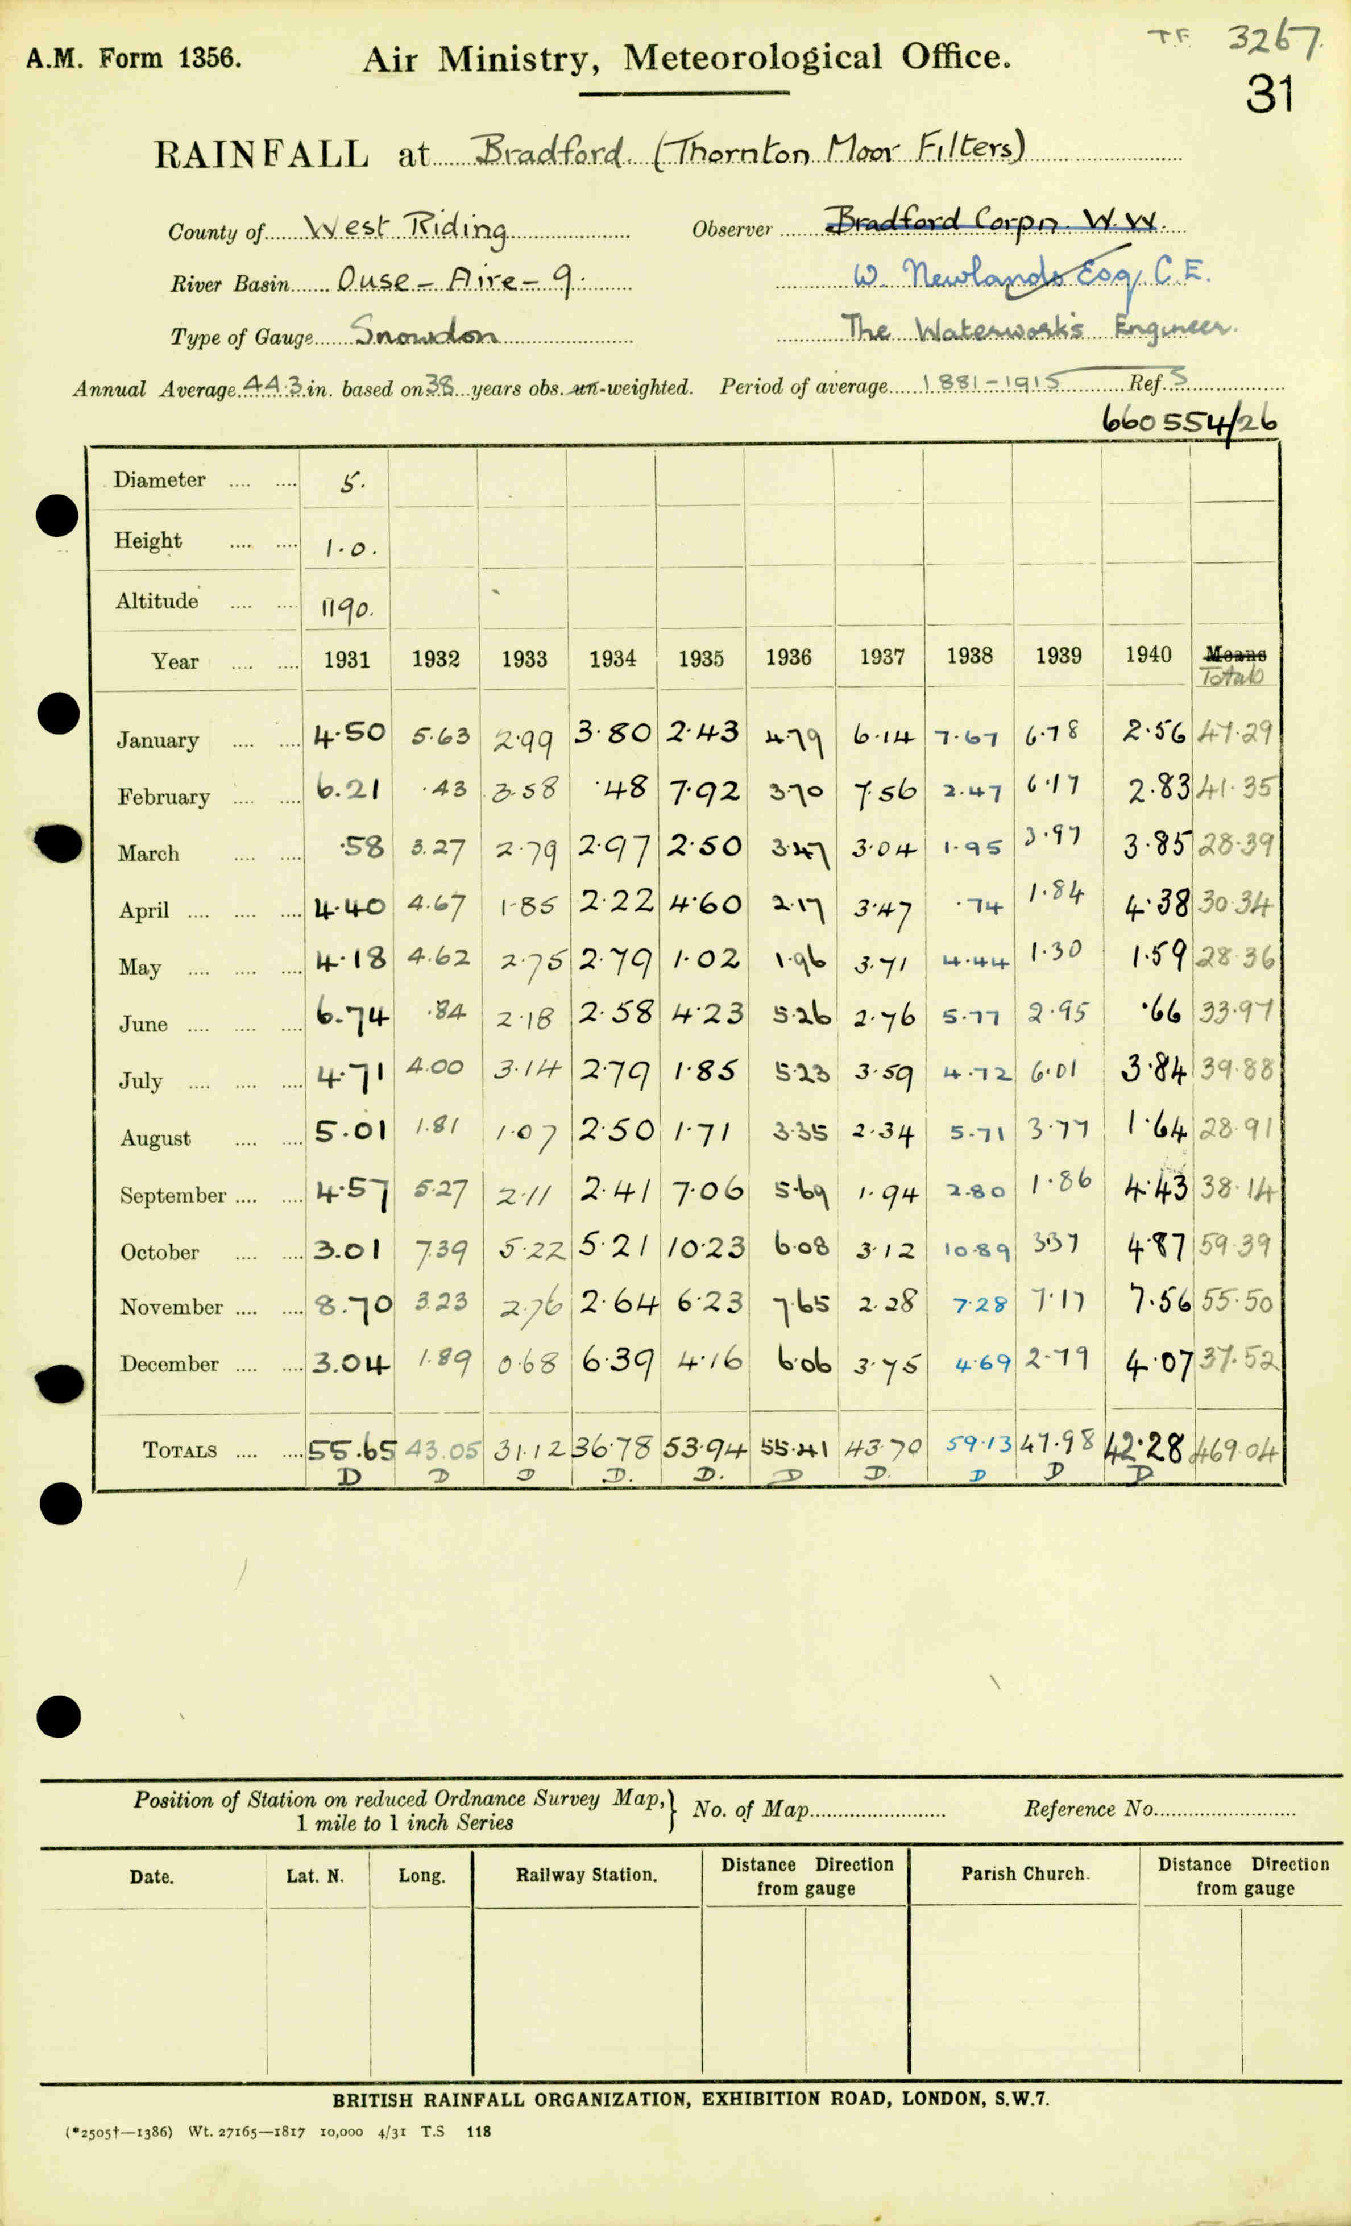 T.F. 3267.
A.M. Form 1356. Air Ministry, Meteorological Office.
31
RAINFALL at Bradford. (Thornton Moor Filters)
County of West Riding Observer Bradford Corpn. W.W.
River Basin Ouse - Aire - 9. W. Newlands Esq. C.E.
Type of Gauge Snowdon The Waterworks Engineer.
Annual Average 44.3 in. based on 38 years obs. un-weighted. Period of average 1881-1915 Ref. S
660554/26
Diameter 5.
Height 1.0.
Altitude 1190.
Year 1931 1932 1933 1934 1935 1936 1937 1938 1939 1940 Means
Totals
January 4.50 5.63 2.99 3.80 2.43 4.79 6.14 7.67 6.78 2.56 47.29
February 6.21 .43 3.58 .48 7.92 3.70 7.56 2.47 6.17 2.83 41.35
March .58 3.27 2.79 2.97 2.50 3.47 3.04 1.95 3.97 3.85 28.39
April 4.40 4.67 1.85 2.22 4.60 2.17 3.47 .74 1.84 4.38 30.34
May 4.18 4.62 2.75 2.79 1.02 1.96 3.71 4.44 1.30 1.59 28.36
June 6.74 .84 2.18 2.58 4.23 5.26 2.76 5.77 2.95 .66 33.97
July 4.71 4.00 3.14 2.79 1.85 5.23 3.59 4.72 6.01 3.84 39.88
August 5.01 1.81 1.07 2.50 1.71 3.35 2.34 5.71 3.77 1.64 28.91
September 4.57 5.27 2.11 2.41 7.06 5.69 1.94 2.80 1.86 4.43 38.14
October 3.01 7.39 5.22 5.21 10.23 6.08 3.12 10.89 3.37 4.87 59.39
November 8.70 3.23 2.76 2.64 6.23 7.65 2.28 7.28 7.17 7.56 55.50
December 3.04 1.89 0.68 6.39 4.16 6.06 3.75 4.69 2.79 4.07 37.52
TOTALS 55.65 43.05 31.12 36.78 53.94 55.41 43.70 59.13 47.98 42.28 469.04
D D D D. D. D D. D D D
Position of Station on reduced Ordnance Survey Map, } No. of Map Reference No.
1 mile to 1 inch Series
Date. Lat. N. Long. Railway Station. Distance Direction from gauge Parish Church. Distance Direction from gauge
BRITISH RAINFALL ORGANIZATION, EXHIBITION ROAD, LONDON, S.W.7.
(*2505†—1386) Wt. 27165—1817 10,000 4/31 T.S 118